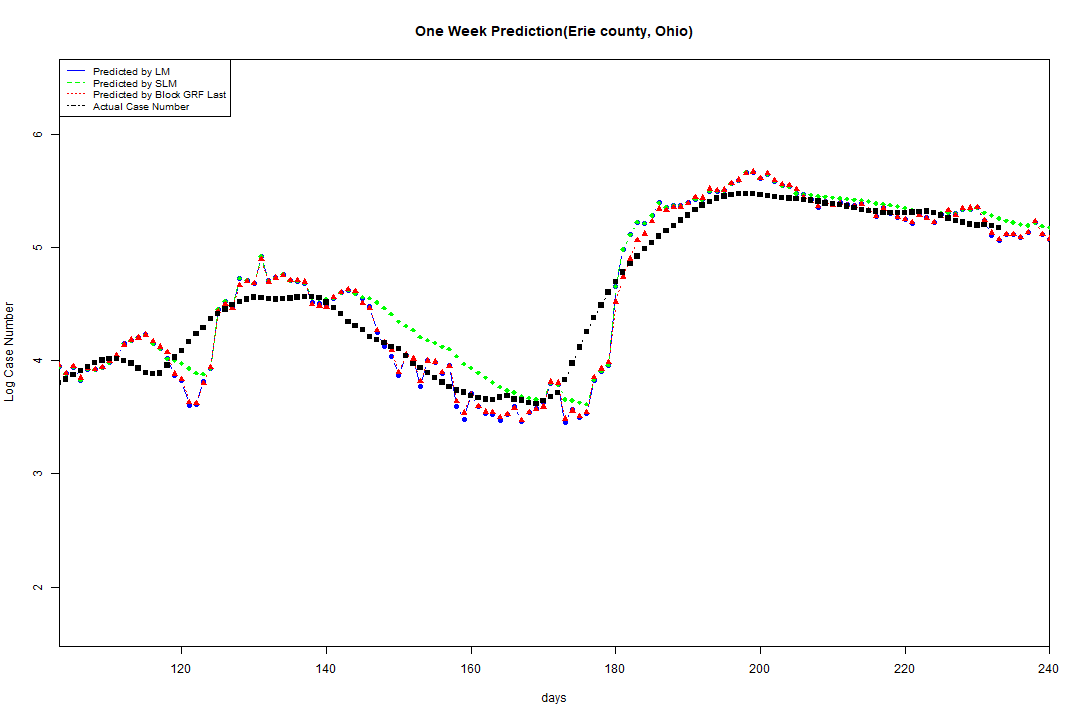 One Week Prediction(Erie county, Ohio)
Predicted by LM
Predicted by SLM
Predicted by Block GRF Last
Actual Case Number
Log Case Number
6
5
4
3
2
120 140 160 180 200 220 240
days